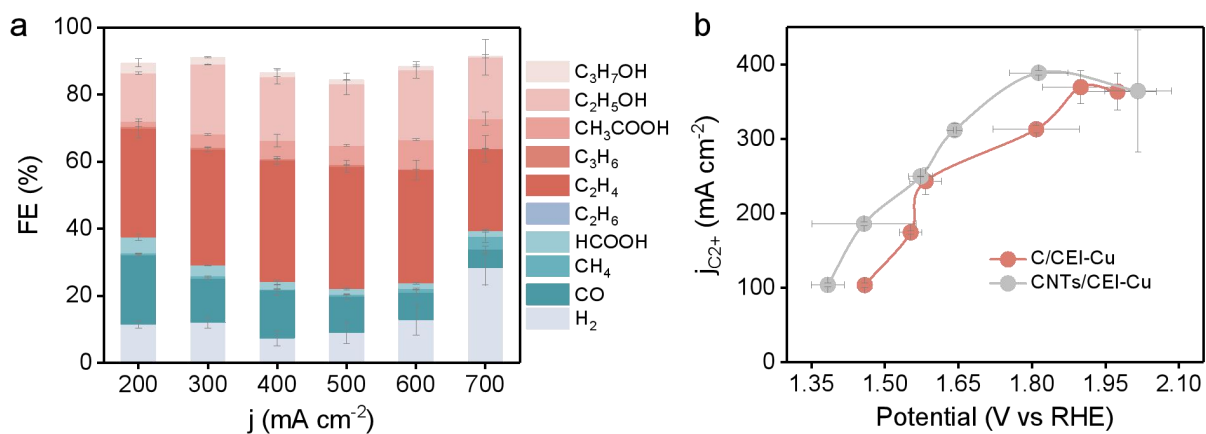 a
100
80
60
40
20
0
FE (%)
200 300 400 500 600 700
j (mA cm⁻²)
C₃H₇OH
C₂H₅OH
CH₃COOH
C₃H₆
C₂H₄
C₂H₆
HCOOH
CH₄
CO
H₂
b
400
300
200
100
0
j_C2+ (mA cm⁻²)
C/CEI-Cu
CNTs/CEI-Cu
1.35 1.50 1.65 1.80 1.95 2.10
Potential (V vs RHE)